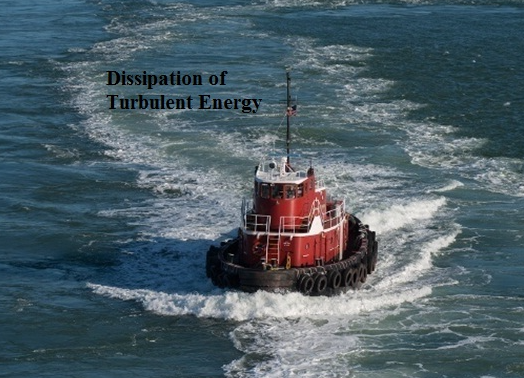 Dissipation of
Turbulent Energy